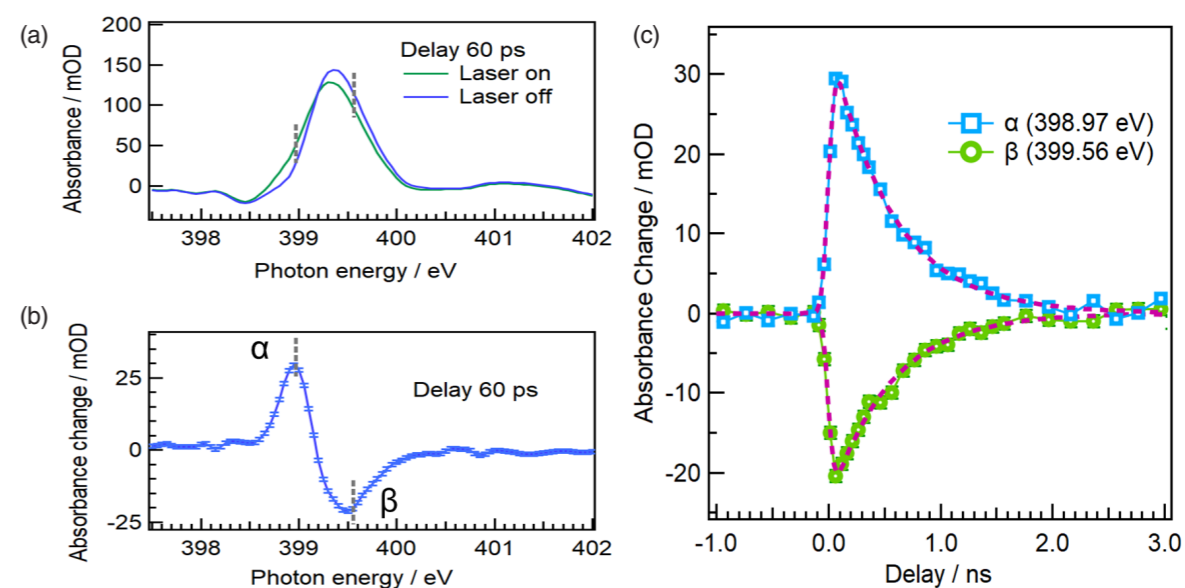 (a)
Absorbance / mOD
200
150
100
50
0
Delay 60 ps
Laser on
Laser off
398
399
400
401
402
Photon energy / eV
(b)
Absorbance change / mOD
25
0
-25
α
β
Delay 60 ps
398
399
400
401
402
Photon energy / eV
(c)
Absorbance Change / mOD
30
20
10
0
-10
-20
α (398.97 eV)
β (399.56 eV)
-1.0
0.0
1.0
2.0
3.0
Delay / ns